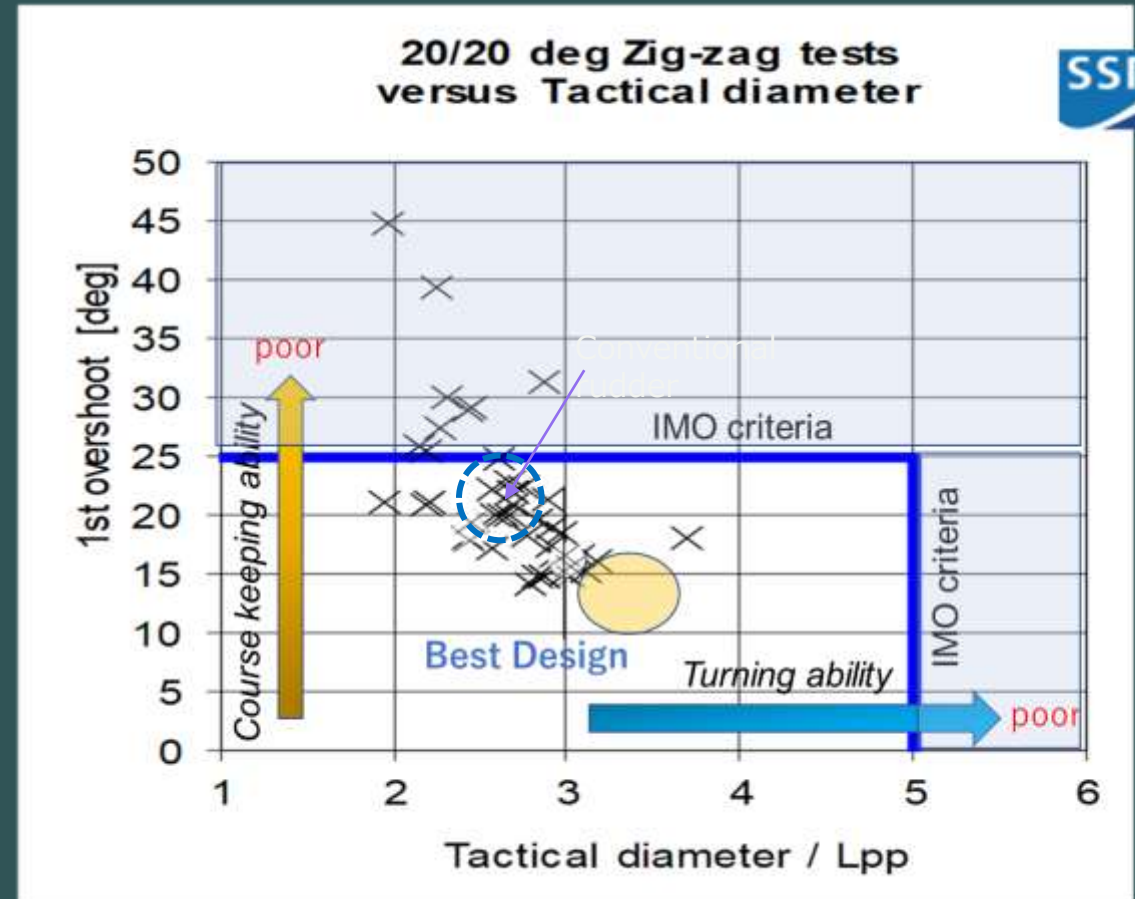 20/20 deg Zig-zag tests
versus Tactical diameter
50
45
40
35
30
25
20
15
10
5
0
1st overshoot [deg]
poor
Course keeping ability
Conventional
rudder
IMO criteria
IMO criteria
Best Design
Turning ability
poor
1 2 3 4 5 6
Tactical diameter / Lpp